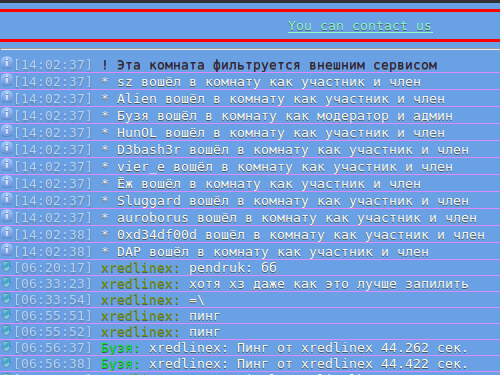 You can contact us
[14:02:37] ! Эта комната фильтруется внешним сервисом
[14:02:37] * sz вошёл в комнату как участник и член
[14:02:37] * Alien вошёл в комнату как участник и член
[14:02:37] * Бузя вошёл в комнату как модератор и админ
[14:02:37] * HunOL вошёл в комнату как участник и член
[14:02:37] * D3bash3r вошёл в комнату как участник и член
[14:02:37] * vier_e вошёл в комнату как участник и член
[14:02:37] * Ёж вошёл в комнату как участник и член
[14:02:37] * Sluggard вошёл в комнату как участник и член
[14:02:37] * auroborus вошёл в комнату как участник и член
[14:02:38] * 0xd34df00d вошёл в комнату как участник и член
[14:02:38] * DAP вошёл в комнату как участник и член
[06:20:17] xredlinex: pendruk: бб
[06:33:23] xredlinex: хотя хз даже как это лучше запилить
[06:33:54] xredlinex: =\
[06:55:51] xredlinex: пинг
[06:55:52] xredlinex: пинг
[06:56:37] Бузя: xredlinex: Пинг от xredlinex 44.262 сек.
[06:56:38] Бузя: xredlinex: Пинг от xredlinex 44.422 сек.